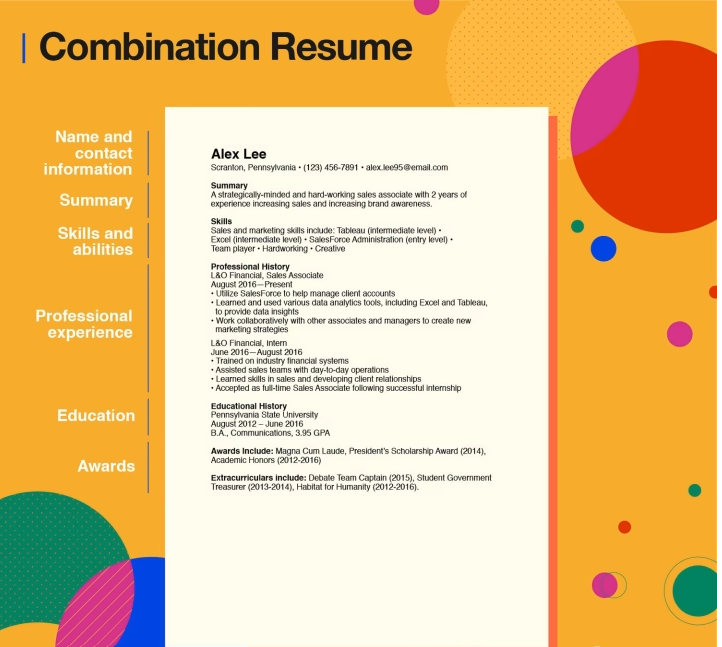 Combination Resume
Name and
contact
information
Summary
Skills and
abilities
Professional
experience
Education
Awards
Alex Lee
Scranton, Pennsylvania • (123) 456-7891 • alex.lee95@email.com
Summary
A strategically-minded and hard-working sales associate with 2 years of
experience increasing sales and increasing brand awareness.
Skills
Sales and marketing skills include: Tableau (intermediate level) •
Excel (intermediate level) • SalesForce Administration (entry level) •
Team player • Hardworking • Creative
Professional History
L&O Financial, Sales Associate
August 2016—Present
• Utilize SalesForce to help manage client accounts
• Learned and used various data analytics tools, including Excel and Tableau,
to provide data insights
• Work collaboratively with other associates and managers to create new
marketing strategies
L&O Financial, Intern
June 2016—August 2016
• Trained on industry financial systems
• Assisted sales teams with day-to-day operations
• Learned skills in sales and developing client relationships
• Accepted as full-time Sales Associate following successful internship
Educational History
Pennsylvania State University
August 2012 – June 2016
B.A., Communications, 3.95 GPA
Awards Include: Magna Cum Laude, President's Scholarship Award (2014),
Academic Honors (2012-2016)
Extracurriculars include: Debate Team Captain (2015), Student Government
Treasurer (2013-2014), Habitat for Humanity (2012-2016).